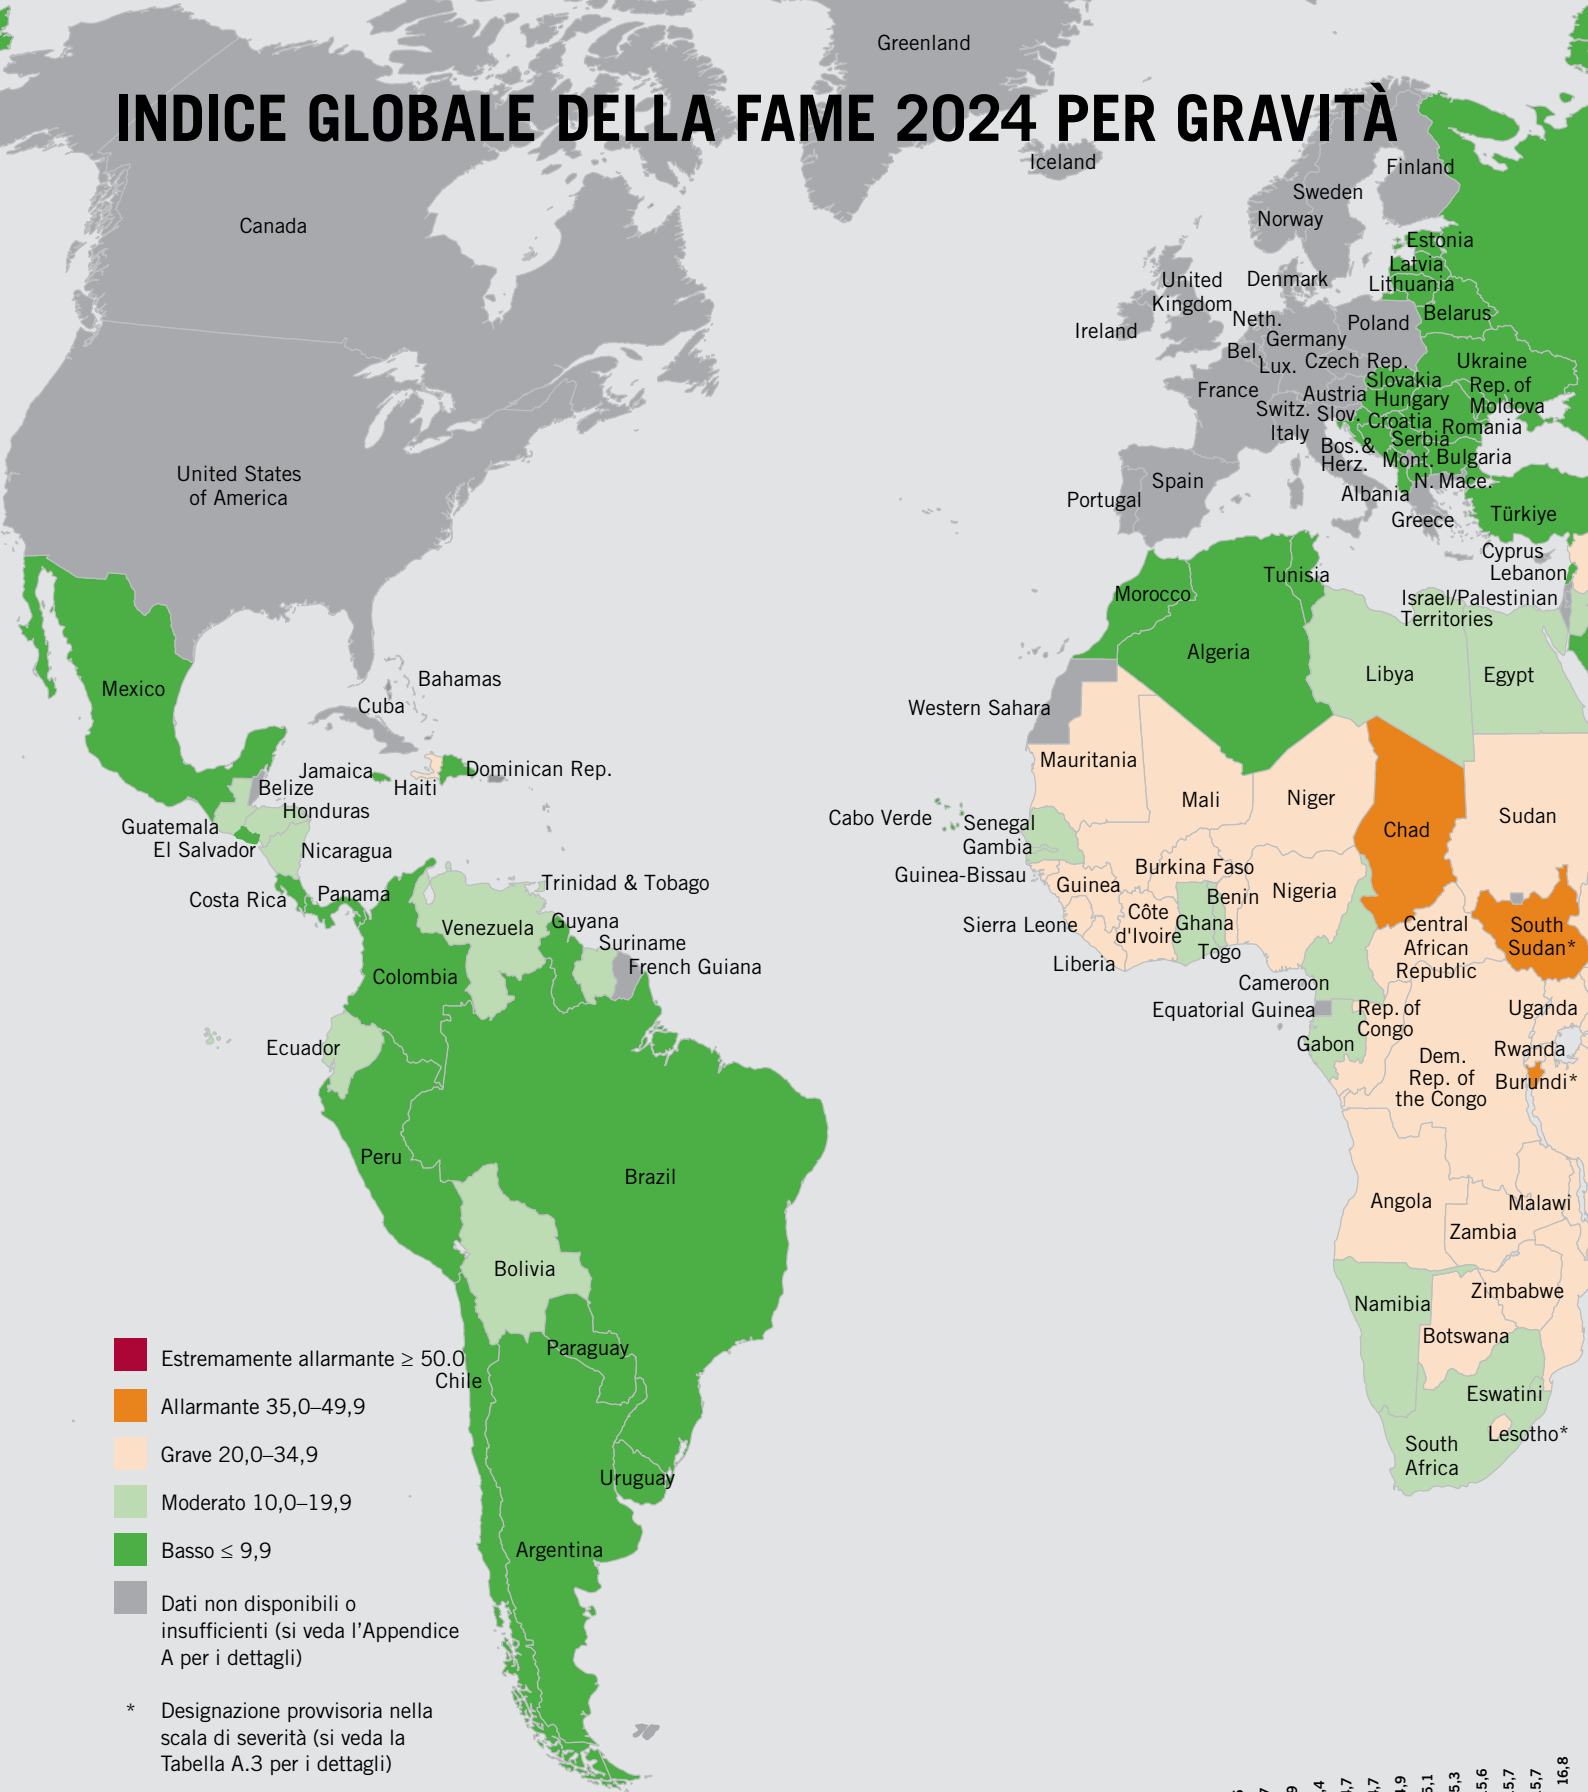 Greenland
INDICE GLOBALE DELLA FAME 2024 PER GRAVITÀ
Iceland
Finland
Sweden
Norway
Canada
Estonia
Latvia
Lithuania
United
Kingdom
Denmark
Belarus
Ireland
Neth.
Poland
Germany
Bel.
Lux.
Czech Rep.
Ukraine
Slovakia
Rep. of
Moldova
France
Austria
Hungary
Switz.
Slov.
Croatia
Romania
Italy
Serbia
Bos. &
Herz.
Mont.
Bulgaria
United States
of America
Spain
Portugal
N. Mace.
Albania
Greece
Türkiye
Cyprus
Lebanon
Israel/Palestinian
Territories
Tunisia
Morocco
Algeria
Libya
Egypt
Mexico
Bahamas
Cuba
Western Sahara
Jamaica
Haiti
Dominican Rep.
Belize
Honduras
Guatemala
El Salvador
Nicaragua
Costa Rica
Panama
Mauritania
Mali
Niger
Chad
Sudan
Cabo Verde
Senegal
Gambia
Guinea-Bissau
Guinea
Burkina Faso
Benin
Nigeria
Sierra Leone
Côte
d'Ivoire
Ghana
Togo
Liberia
Central
African
Republic
South
Sudan*
Trinidad & Tobago
Venezuela
Guyana
Suriname
French Guiana
Colombia
Cameroon
Equatorial Guinea
Rep. of
Congo
Gabon
Uganda
Rwanda
Burundi*
Dem.
Rep. of
the Congo
Ecuador
Peru
Brazil
Angola
Malawi
Zambia
Bolivia
Zimbabwe
Namibia
Botswana
Paraguay
Chile
Eswatini
Lesotho*
South
Africa
Uruguay
Argentina
Estremamente allarmante ≥ 50.0
Allarmante 35,0–49,9
Grave 20,0–34,9
Moderato 10,0–19,9
Basso ≤ 9,9
Dati non disponibili o
insufficienti (si veda l'Appendice
A per i dettagli)
* Designazione provvisoria nella
scala di severità (si veda la
Tabella A.3 per i dettagli)
16,8